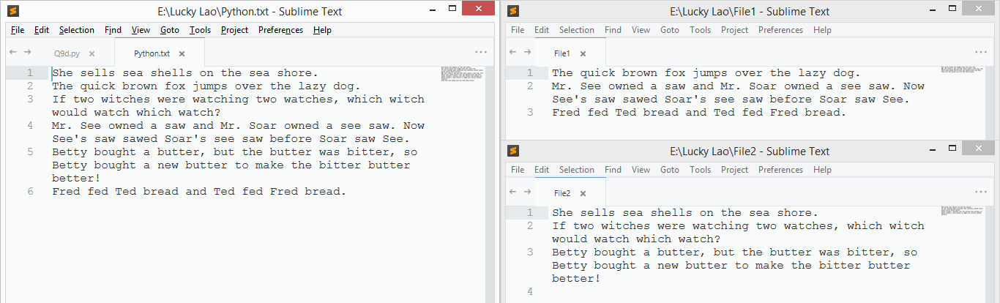 E:\Lucky Lao\Python.txt - Sublime Text
File Edit Selection Find View Goto Tools Project Preferences Help
Q9d.py × Python.txt ×
1 She sells sea shells on the sea shore.
2 The quick brown fox jumps over the lazy dog.
3 If two witches were watching two watches, which witch
would watch which watch?
4 Mr. See owned a saw and Mr. Soar owned a see saw. Now
See's saw sawed Soar's see saw before Soar saw See.
5 Betty bought a butter, but the butter was bitter, so
Betty bought a new butter to make the bitter butter
better!
6 Fred fed Ted bread and Ted fed Fred bread.
E:\Lucky Lao\File1 - Sublime Text
File Edit Selection Find View Goto Tools Project Preferences Help
File1 ×
1 The quick brown fox jumps over the lazy dog.
2 Mr. See owned a saw and Mr. Soar owned a see saw. Now
See's saw sawed Soar's see saw before Soar saw See.
3 Fred fed Ted bread and Ted fed Fred bread.
E:\Lucky Lao\File2 - Sublime Text
File Edit Selection Find View Goto Tools Project Preferences Help
File2 ×
1 She sells sea shells on the sea shore.
2 If two witches were watching two watches, which witch
would watch which watch?
3 Betty bought a butter, but the butter was bitter, so
Betty bought a new butter to make the bitter butter
better!
4